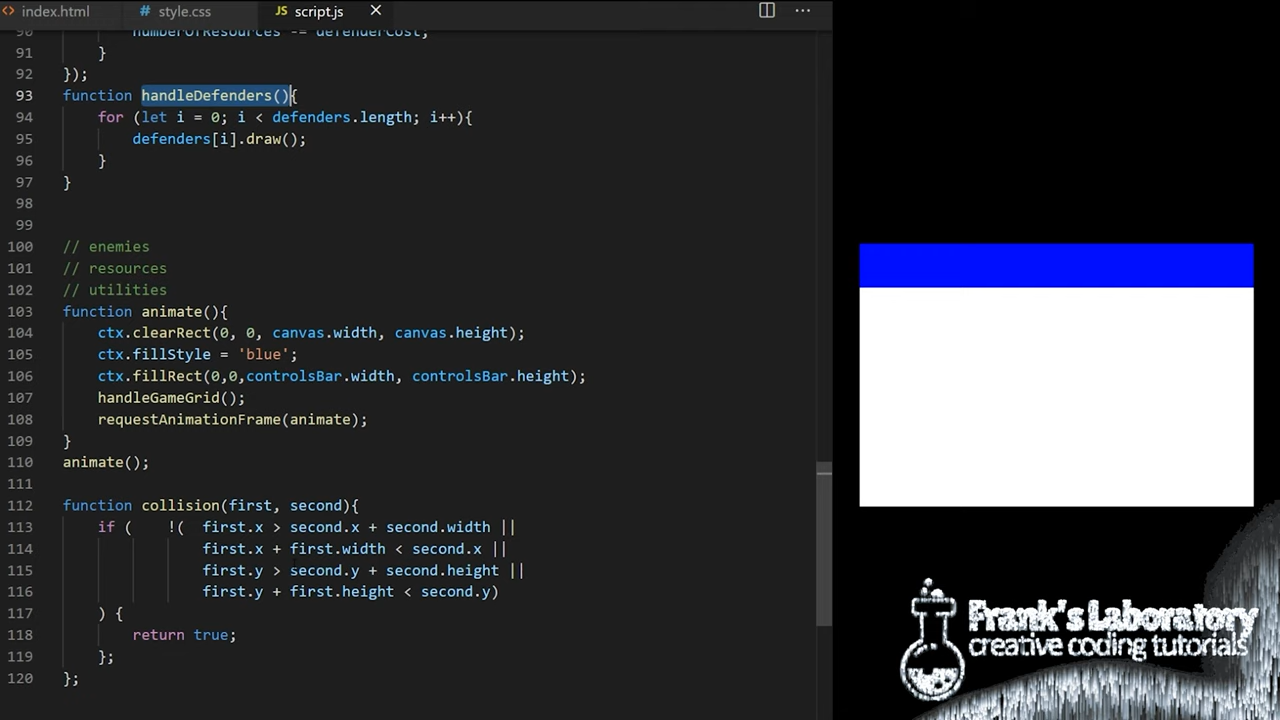 index.html
# style.css
JS script.js
90 numberOfResources -= defenderCost;
91 }
92 });
93 function handleDefenders(){
94 for (let i = 0; i < defenders.length; i++){
95 defenders[i].draw();
96 }
97 }
98
99
100 // enemies
101 // resources
102 // utilities
103 function animate(){
104 ctx.clearRect(0, 0, canvas.width, canvas.height);
105 ctx.fillStyle = 'blue';
106 ctx.fillRect(0,0,controlsBar.width, controlsBar.height);
107 handleGameGrid();
108 requestAnimationFrame(animate);
109 }
110 animate();
111
112 function collision(first, second){
113 if ( !( first.x > second.x + second.width ||
114 first.x + first.width < second.x ||
115 first.y > second.y + second.height ||
116 first.y + first.height < second.y)
117 ) {
118 return true;
119 };
120 };
Frank's Laboratory
creative coding tutorials